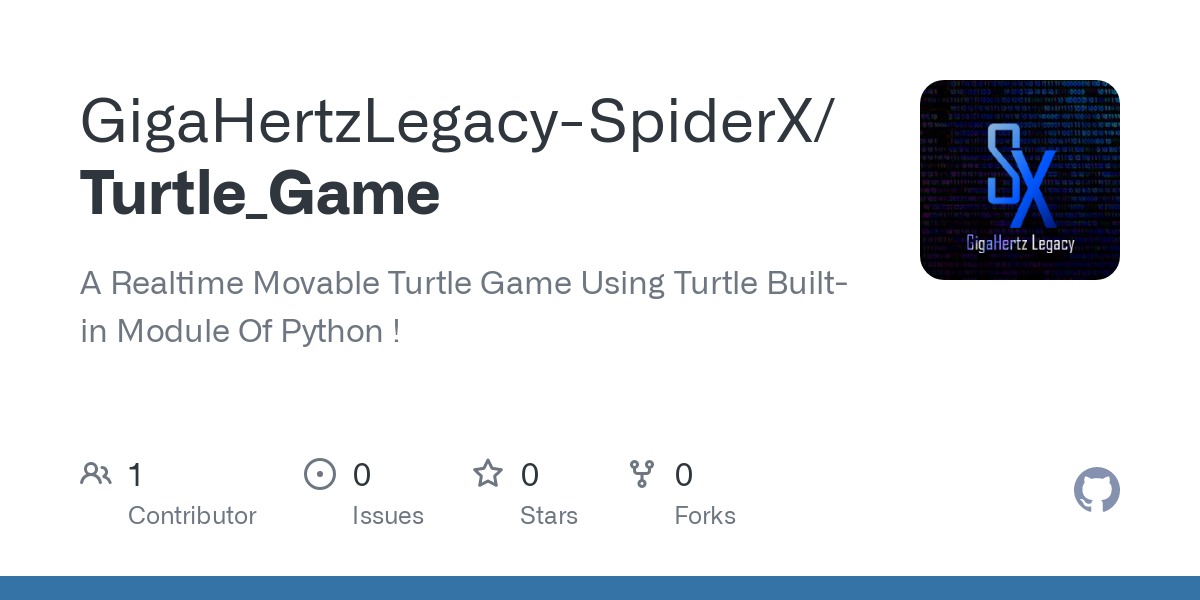 GigaHertzLegacy-SpiderX/
Turtle_Game
A Realtime Movable Turtle Game Using Turtle Built-
in Module Of Python !
SX
GigaHertz Legacy
1
Contributor
0
Issues
0
Stars
0
Forks